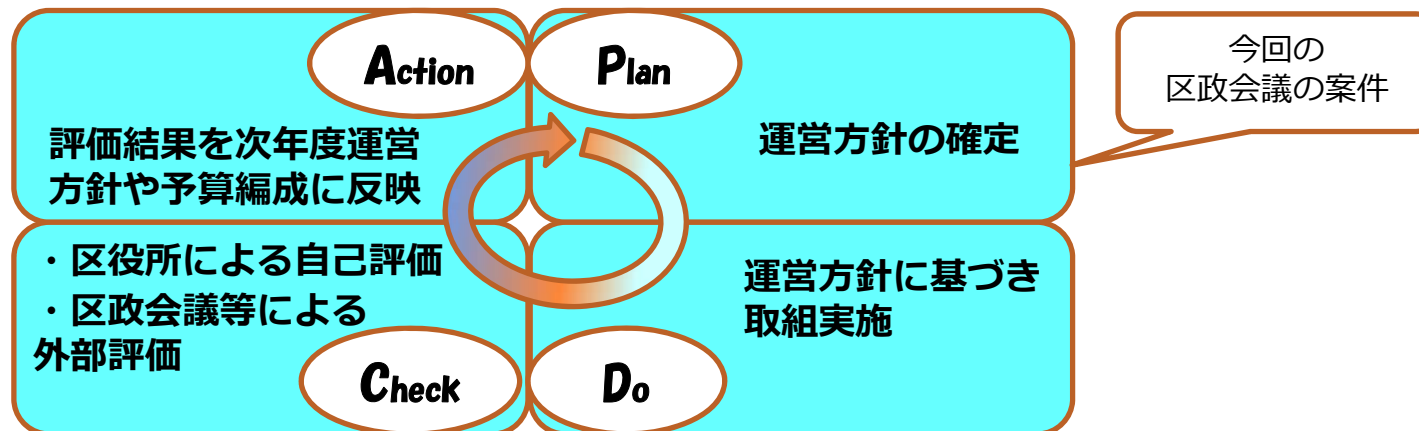 Action
評価結果を次年度運営
方針や予算編成に反映
Plan
運営方針の確定
今回の
区政会議の案件
・区役所による自己評価
・区政会議等による
外部評価
Check
運営方針に基づき
取組実施
Do